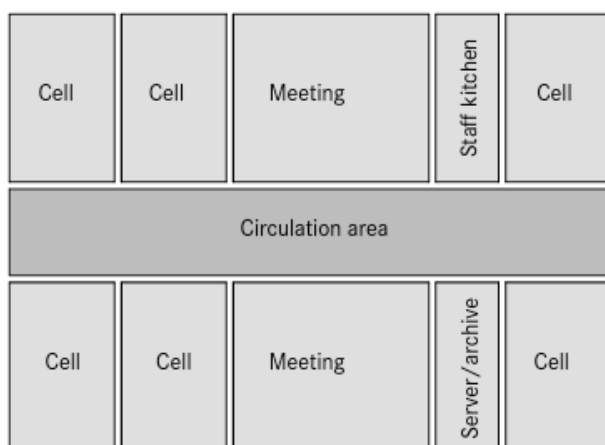 Cell
Cell
Meeting
Staff kitchen
Cell
Circulation area
Cell
Cell
Meeting
Server/archive
Cell